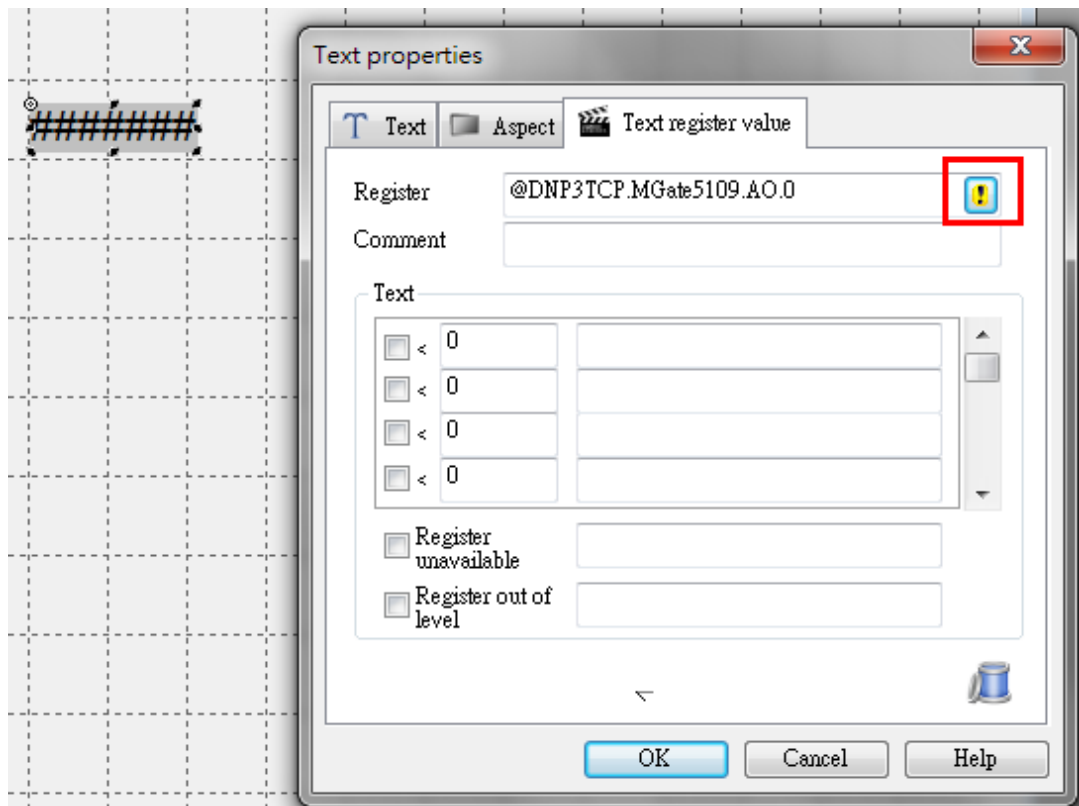 Text properties
Text
Aspect
Text register value
#######
Register
@DNP3TCP.MGate5109.AO.0
Comment
Text
< 0
< 0
< 0
< 0
Register
unavailable
Register out of
level
OK
Cancel
Help